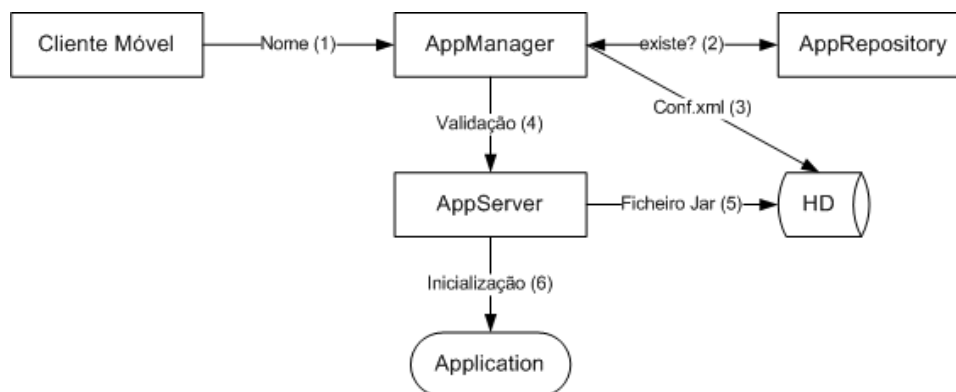 Cliente Móvel
Nome (1)
AppManager
existe? (2)
AppRepository
Conf.xml (3)
Validação (4)
AppServer
Ficheiro Jar (5)
HD
Inicialização (6)
Application